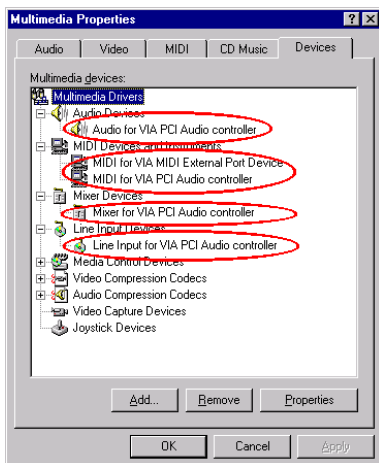 Multimedia Properties
Audio Video MIDI CD Music Devices
Multimedia devices:
Multimedia Drivers
Audio Devices
Audio for VIA PCI Audio controller
MIDI Devices and Instruments
MIDI for VIA MIDI External Port Device
MIDI for VIA PCI Audio controller
Mixer Devices
Mixer for VIA PCI Audio controller
Line Input Devices
Line Input for VIA PCI Audio controller
Media Control Devices
Video Compression Codecs
Audio Compression Codecs
Video Capture Devices
Joystick Devices
Add... Remove Properties
OK Cancel Apply